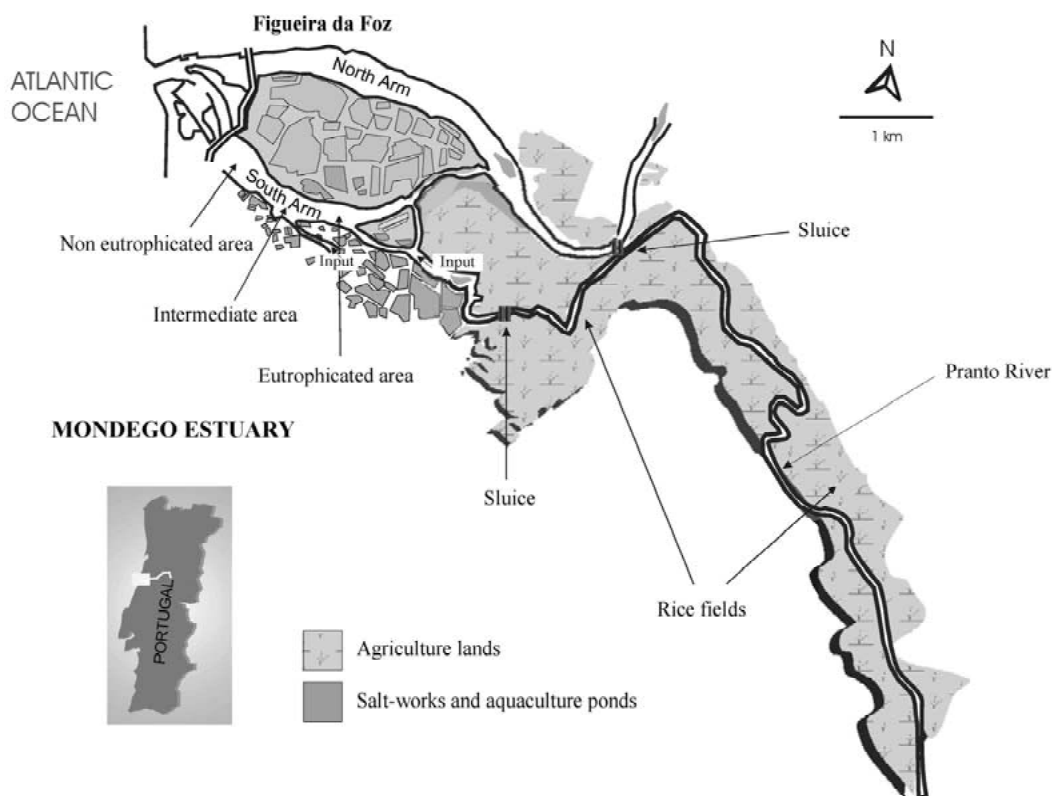 Figueira da Foz
ATLANTIC
OCEAN
North Arm
N
1 km
South Arm
Non eutrophicated area
Sluice
Input
Input
Intermediate area
Eutrophicated area
Pranto River
MONDEGO ESTUARY
Sluice
Rice fields
PORTUGAL
Agriculture lands
Salt-works and aquaculture ponds